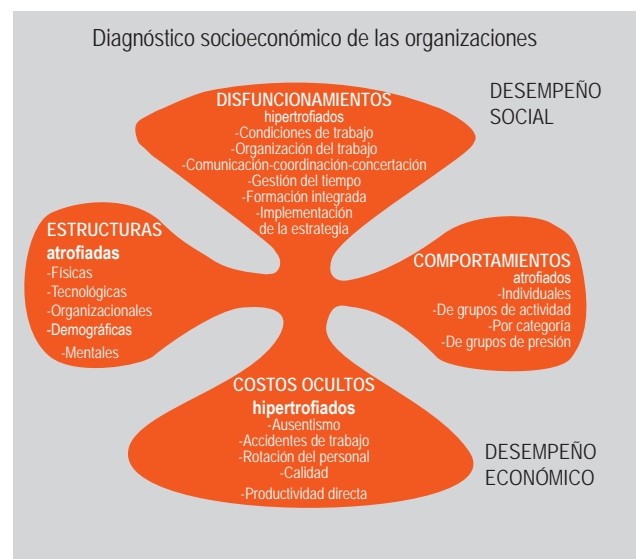 Diagnóstico socioeconómico de las organizaciones
DISFUNCIONAMIENTOS
hipertrofiados
-Condiciones de trabajo
-Organización del trabajo
-Comunicación-coordinación-concertación
-Gestión del tiempo
-Formación integrada
-Implementación
de la estrategia
DESEMPEÑO
SOCIAL
ESTRUCTURAS
atrofiadas
-Físicas
-Tecnológicas
-Organizacionales
-Demográficas
-Mentales
COMPORTAMIENTOS
atrofiados
-Individuales
-De grupos de actividad
-Por categoría
-De grupos de presión
COSTOS OCULTOS
hipertrofiados
-Ausentismo
-Accidentes de trabajo
-Rotación del personal
-Calidad
-Productividad directa
DESEMPEÑO
ECONÓMICO